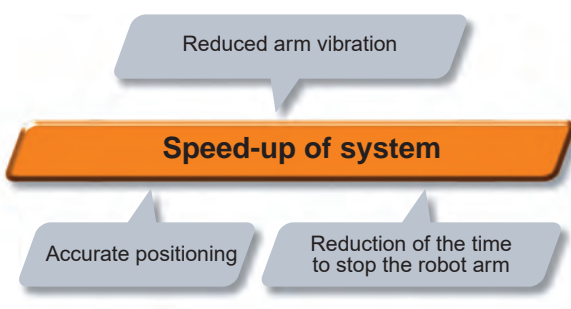 Reduced arm vibration
Speed-up of system
Accurate positioning
Reduction of the time
to stop the robot arm